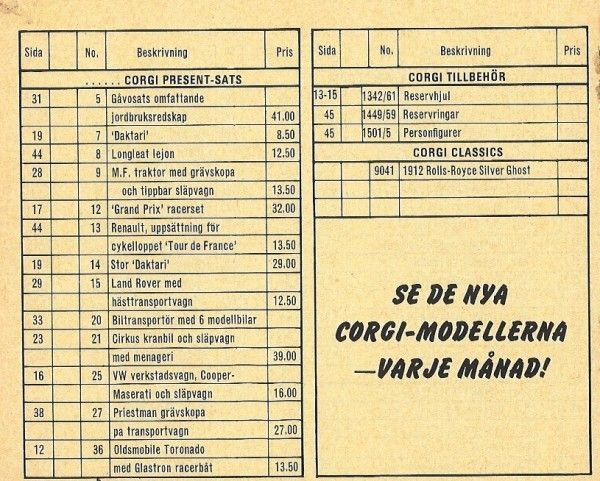 Sida No. Beskrivning Pris
...... CORGI PRESENT-SATS
31 5 Gåvosats omfattande
jordbruksredskap 41.00
19 7 'Daktari' 8.50
44 8 Longleat lejon 12.50
28 9 M.F. traktor med grävskopa
och tippbar släpvagn 13.50
17 12 'Grand Prix' racerset 32.00
44 13 Renault, uppsättning för
cykelloppet 'Tour de France' 13.50
19 14 Stor 'Daktari' 29.00
29 15 Land Rover med
hästtransportvagn 12.50
33 20 Biltransportör med 6 modellbilar
23 21 Cirkus kranbil och släpvagn
med menageri 39.00
16 25 VW verkstadsvagn, Cooper-
Maserati och släpvagn 16.00
38 27 Priestman grävskopa
pa transportvagn 27.00
12 36 Oldsmobile Toronado
med Glastron racerbåt 13.50
Sida No. Beskrivning Pris
CORGI TILLBEHÖR
13-15 1342/61 Reservhjul
45 1449/59 Reservringar
45 1501/5 Personfigurer
CORGI CLASSICS
9041 1912 Rolls-Royce Silver Ghost
SE DE NYA
CORGI-MODELLERNA
—VARJE MÅNAD!